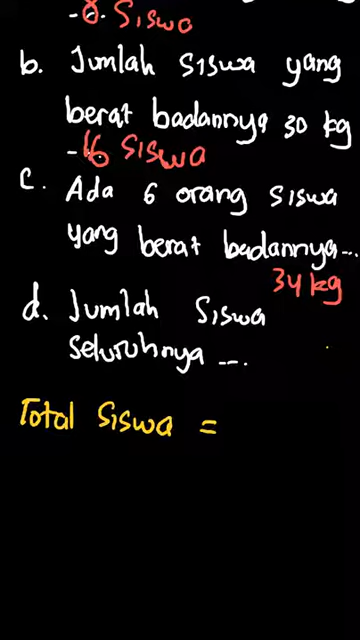 -8. Siswa
b. Jumlah siswa yang
berat badannya 30 kg
-16 Siswa
c. Ada 6 orang siswa
yang berat badannya...
34 kg
d. Jumlah siswa
seluruhnya ...
Total Siswa =